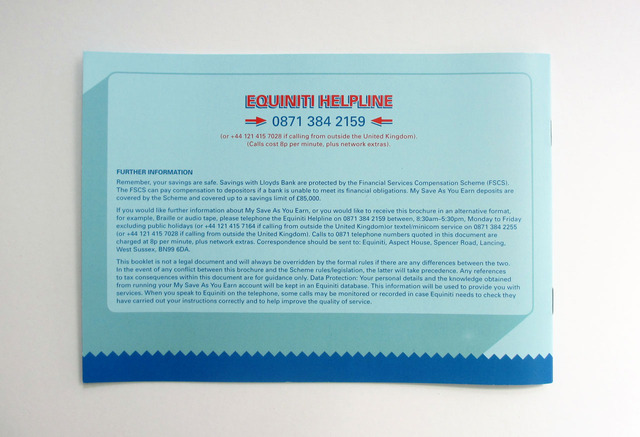 EQUINITI HELPLINE
0871 384 2159
(or +44 121 415 7028 if calling from outside the United Kingdom).
(Calls cost 8p per minute, plus network extras).
FURTHER INFORMATION
Remember, your savings are safe. Savings with Lloyds Bank are protected by the Financial Services Compensation Scheme (FSCS).
The FSCS can pay compensation to depositors if a bank is unable to meet its financial obligations. My Save As You Earn deposits are
covered by the Scheme and covered up to a savings limit of £85,000.
If you would like further information about My Save As You Earn, or you would like to receive this brochure in an alternative format,
for example, Braille or audio tape, please telephone the Equiniti Helpline on 0871 384 2159 between, 8:30am–5:30pm, Monday to Friday
excluding public holidays (or +44 121 415 7164 if calling from outside the United Kingdom)or textel/minicom service on 0871 384 2255
(or +44 121 415 7028 if calling from outside the United Kingdom). Calls to 0871 telephone numbers quoted in this document are
charged at 8p per minute, plus network extras. Correspondence should be sent to: Equiniti, Aspect House, Spencer Road, Lancing,
West Sussex, BN99 6DA.
This booklet is not a legal document and will always be overridden by the formal rules if there are any differences between the two.
In the event of any conflict between this brochure and the Scheme rules/legislation, the latter will take precedence. Any references
to tax consequences within this document are for guidance only. Data Protection: Your personal details and the knowledge obtained
from running your My Save As You Earn account will be kept in an Equiniti database. This information will be used to provide you with
services. When you speak to Equiniti on the telephone, some calls may be monitored or recorded in case Equiniti needs to check they
have carried out your instructions correctly and to help improve the quality of service.